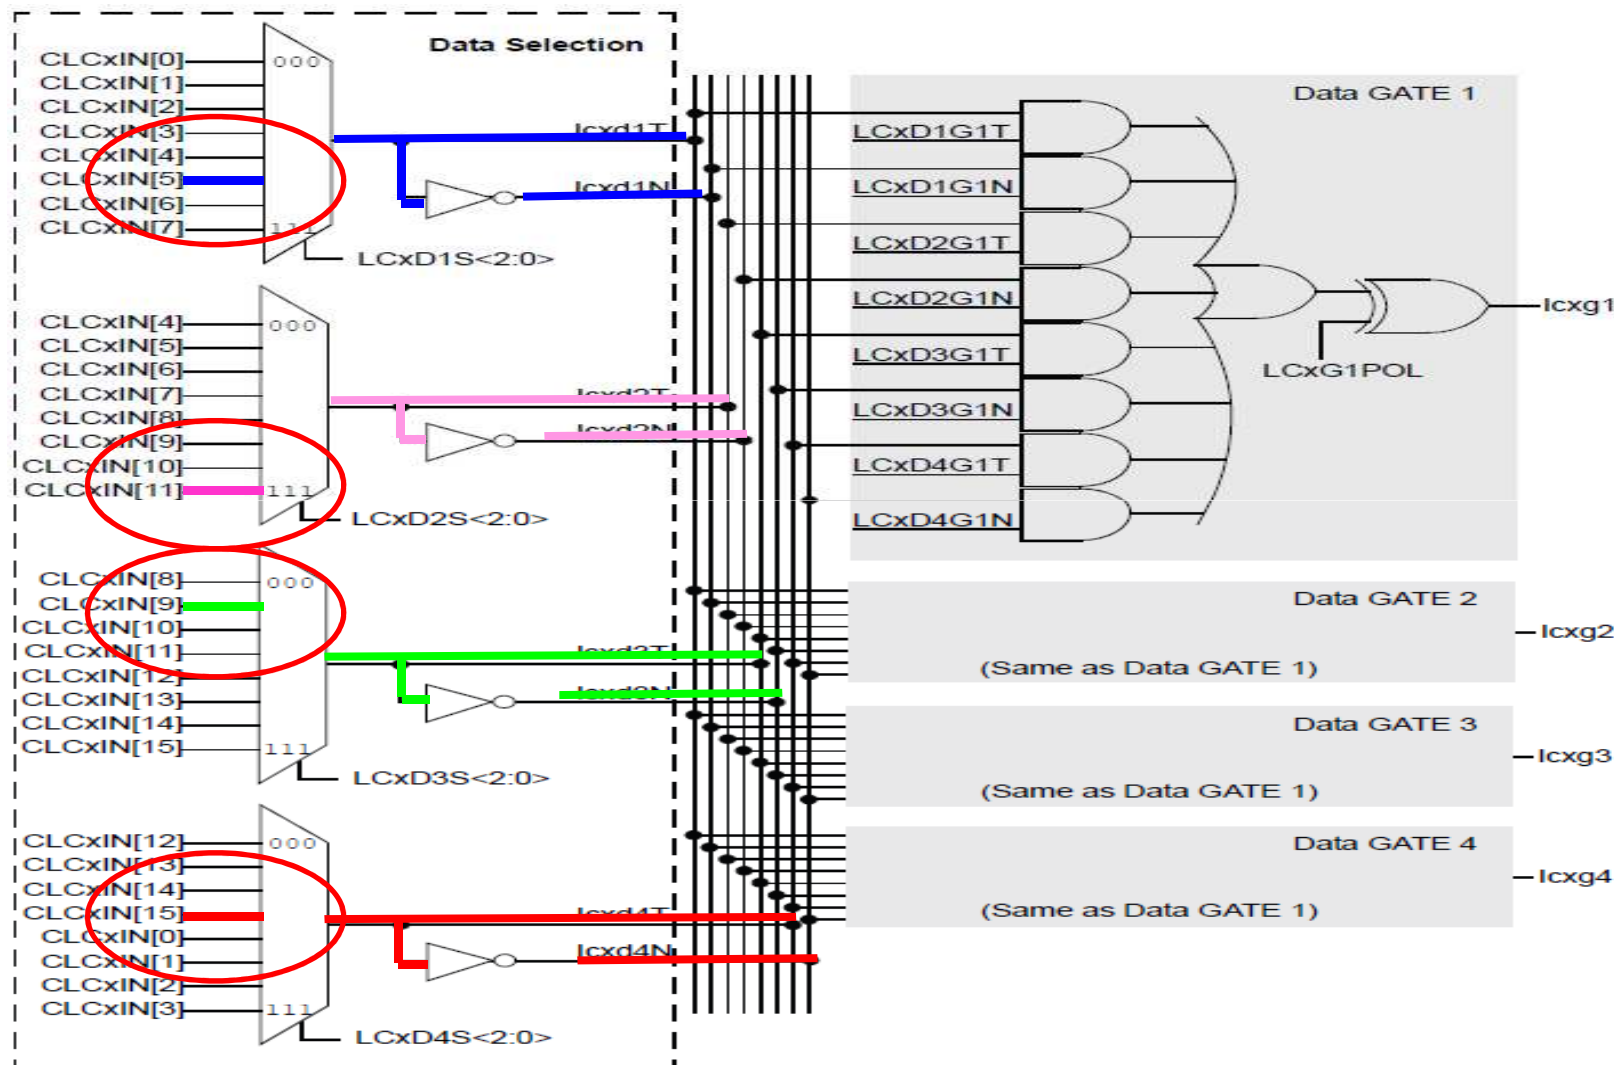 Data Selection
CLCxIN[0]
000
CLCxIN[1]
CLCxIN[2]
CLCxIN[3]
CLCxIN[4]
CLCxIN[5]
CLCxIN[6]
CLCxIN[7]
111
LCxD1S<2:0>
lcxd1T
lcxd1N
CLCxIN[4]
000
CLCxIN[5]
CLCxIN[6]
CLCxIN[7]
CLCxIN[8]
CLCxIN[9]
CLCxIN[10]
CLCxIN[11]
111
LCxD2S<2:0>
lcxd2T
lcxd2N
CLCxIN[8]
000
CLCxIN[9]
CLCxIN[10]
CLCxIN[11]
CLCxIN[12]
CLCxIN[13]
CLCxIN[14]
CLCxIN[15]
111
LCxD3S<2:0>
lcxd3T
lcxd3N
CLCxIN[12]
000
CLCxIN[13]
CLCxIN[14]
CLCxIN[15]
CLCxIN[0]
CLCxIN[1]
CLCxIN[2]
CLCxIN[3]
111
LCxD4S<2:0>
lcxd4T
lcxd4N
Data GATE 1
LCxD1G1T
LCxD1G1N
LCxD2G1T
LCxD2G1N
LCxD3G1T
LCxD3G1N
LCxD4G1T
LCxD4G1N
LCxG1POL
lcxg1
Data GATE 2
(Same as Data GATE 1)
lcxg2
Data GATE 3
(Same as Data GATE 1)
lcxg3
Data GATE 4
(Same as Data GATE 1)
lcxg4